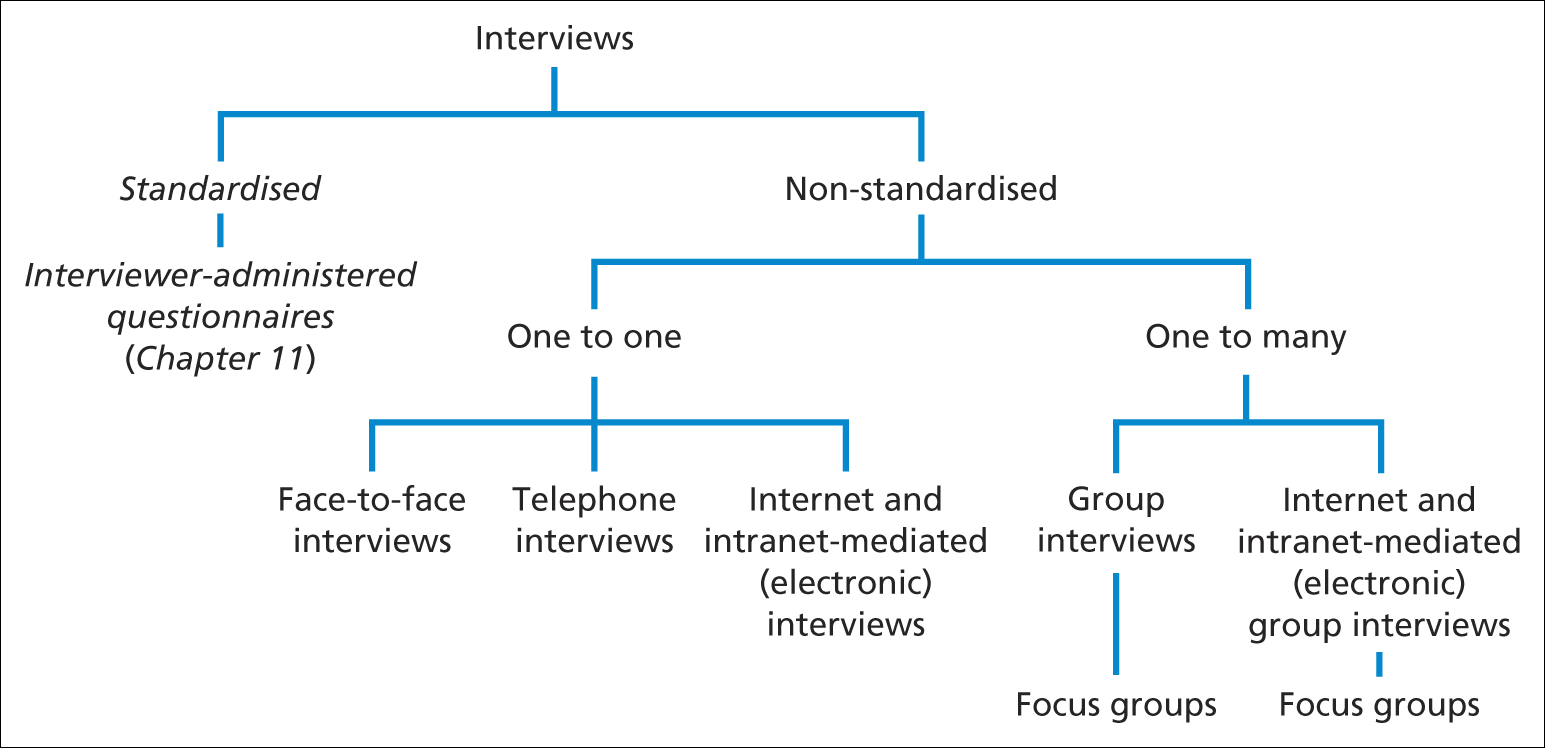 Interviews
Standardised
Non-standardised
Interviewer-administered
questionnaires
(Chapter 11)
One to one
One to many
Face-to-face
interviews
Telephone
interviews
Internet and
intranet-mediated
(electronic)
interviews
Group
interviews
Internet and
intranet-mediated
(electronic)
group interviews
Focus groups
Focus groups